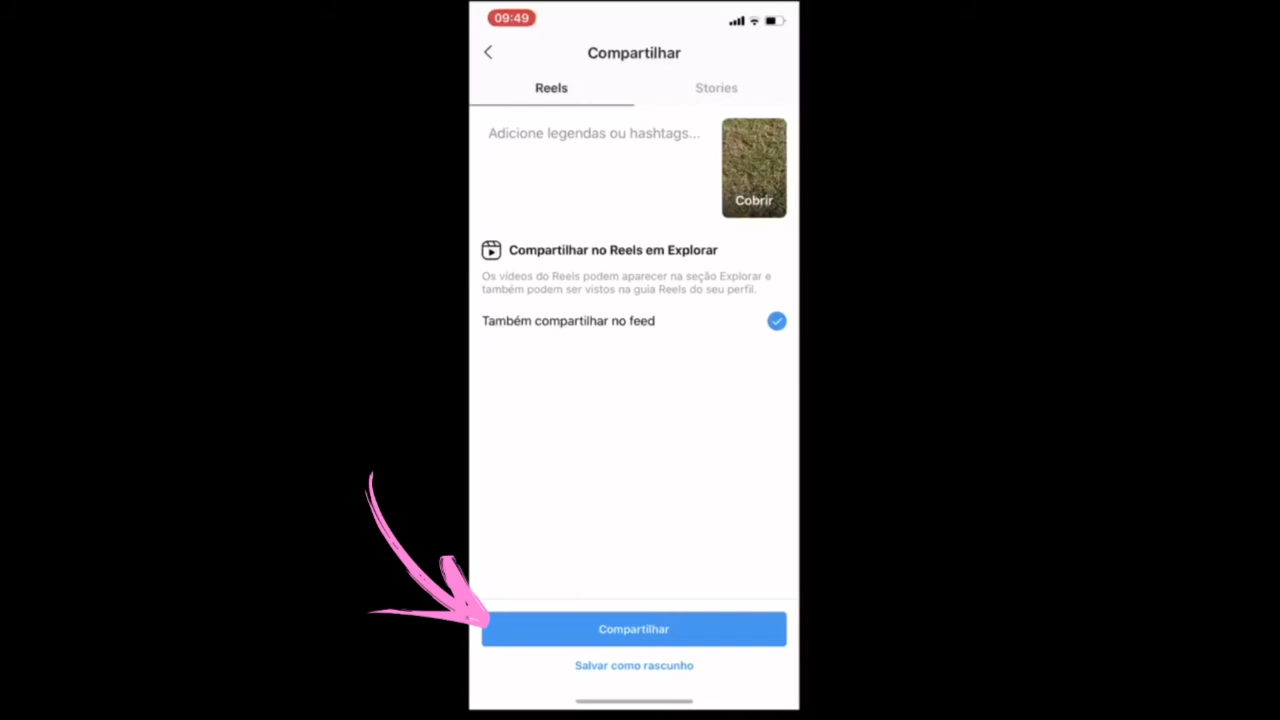 09:49
Compartilhar
Reels
Stories
Adicione legendas ou hashtags...
Cobrir
Compartilhar no Reels em Explorar
Os vídeos do Reels podem aparecer na seção Explorar e
também podem ser vistos na guia Reels do seu perfil.
Também compartilhar no feed
Compartilhar
Salvar como rascunho